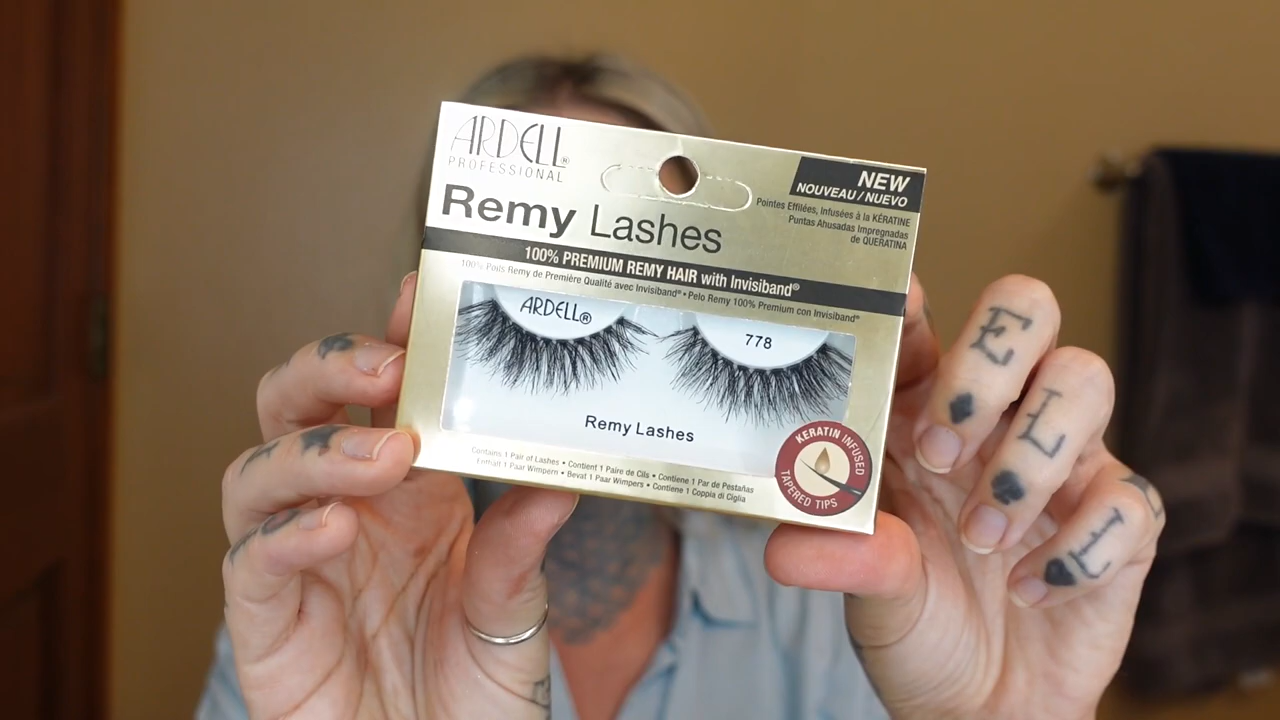 ARDELL®
PROFESSIONAL
Remy Lashes
NEW
NOUVEAU / NUEVO
Pointes Effilées, Infusées à la KÉRATINE
Puntas Ahusadas Impregnadas
de QUERATINA
100% PREMIUM REMY HAIR with Invisiband®
100% Poils Remy de Première Qualité avec Invisiband® • Pelo Remy 100% Premium con Invisiband®
ARDELL®
778
Remy Lashes
KERATIN INFUSED
TAPERED TIPS
Contains 1 Pair of Lashes • Contient 1 Paire de Cils • Contiene 1 Par de Pestañas
Enthält 1 Paar Wimpern • Bevat 1 Paar Wimpers • Contiene 1 Coppia di Ciglia
E
L
I